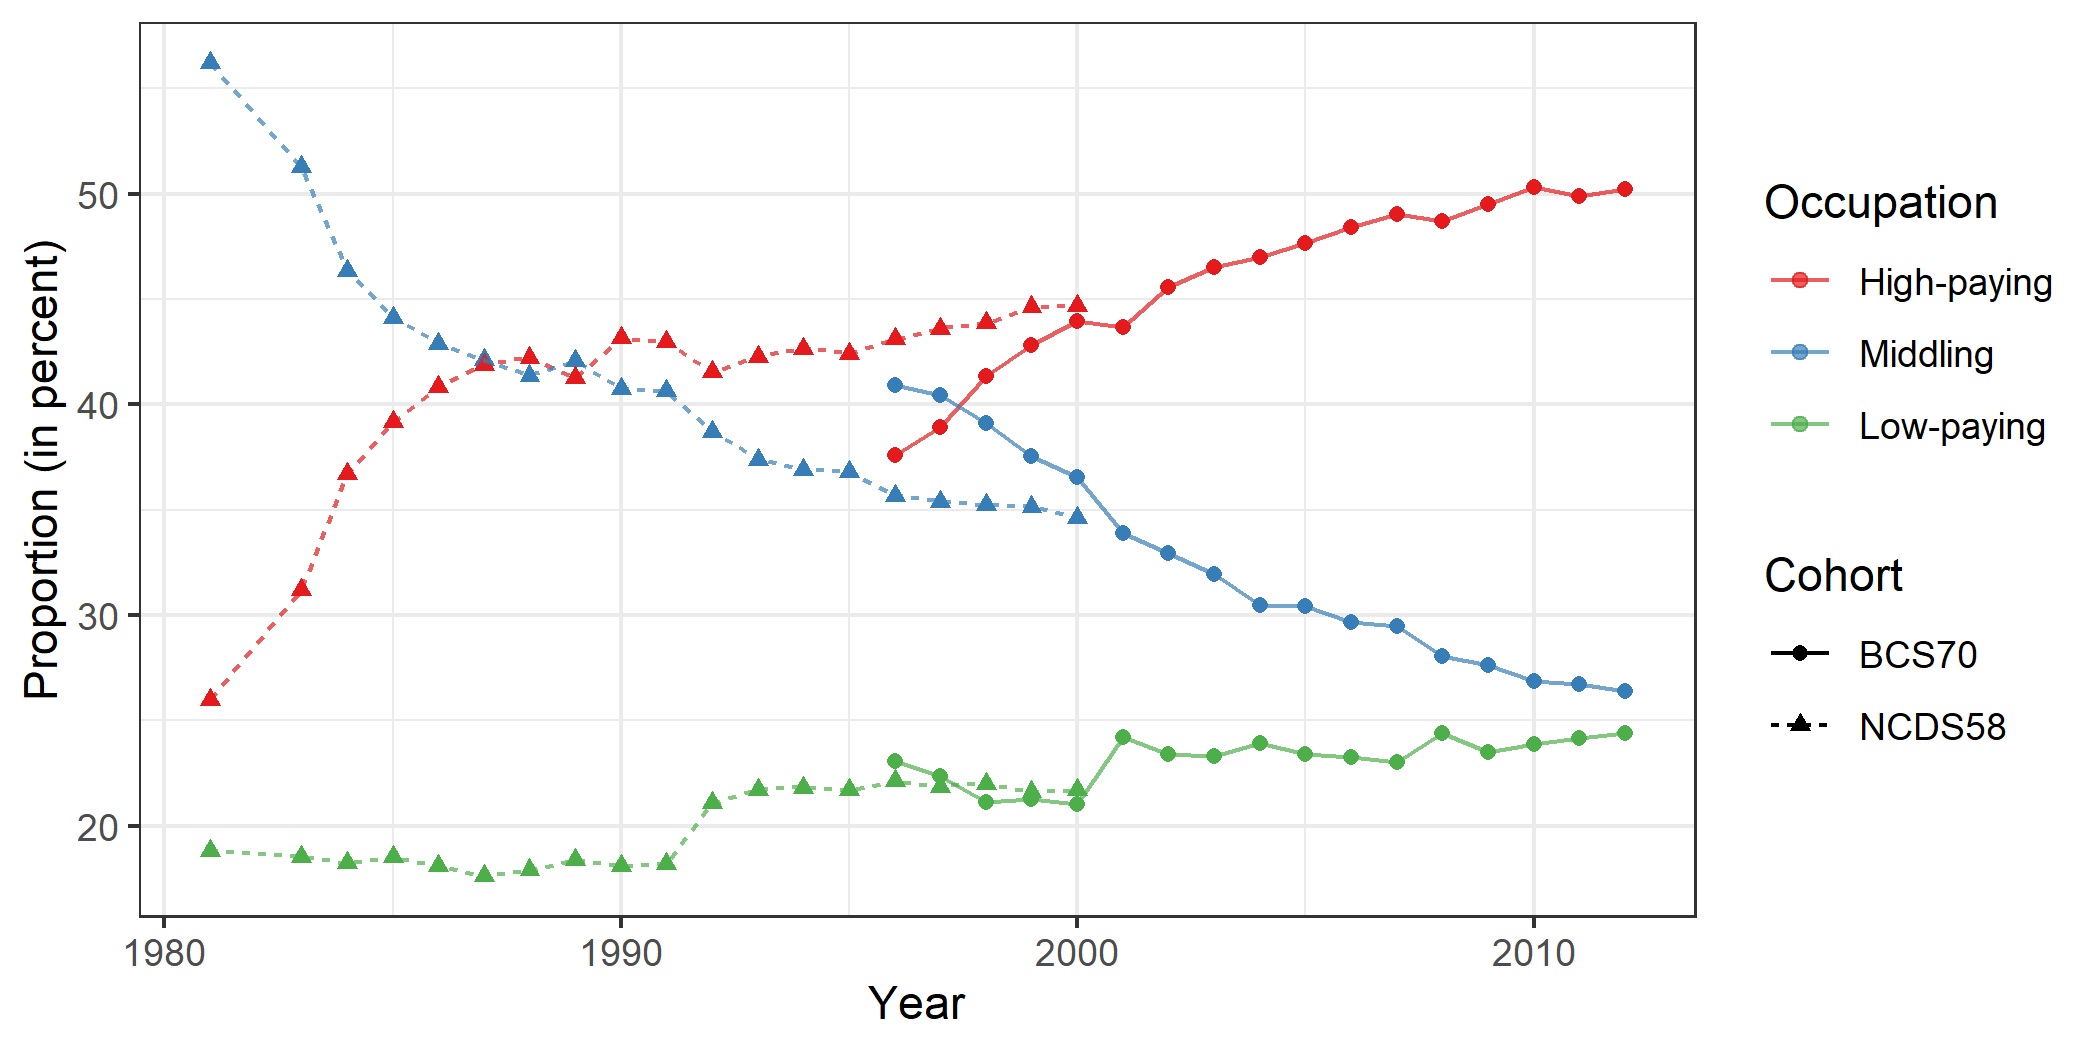 Proportion (in percent)
50
40
30
20
1980
1990
2000
2010
Year
Occupation
High-paying
Middling
Low-paying
Cohort
BCS70
NCDS58